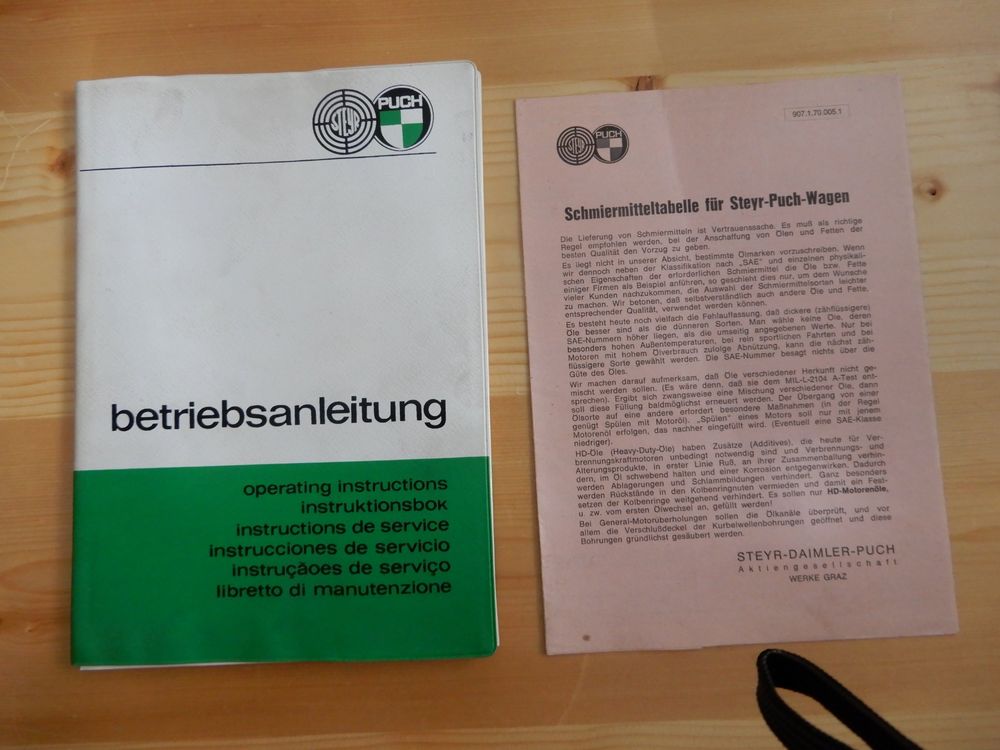 STEYR
PUCH
betriebsanleitung
operating instructions
instruktionsbok
instructions de service
instrucciones de servicio
instruçãoes de serviço
libretto di manutenzione
907.1.70.005.1
STEYR
PUCH
Schmiermitteltabelle für Steyr-Puch-Wagen
Die Lieferung von Schmiermitteln ist Vertrauenssache. Es muß als richtige
Regel empfohlen werden, bei der Anschaffung von Ölen und Fetten der
besten Qualität den Vorzug zu geben.
Es liegt nicht in unserer Absicht, bestimmte Ölmarken vorzuschreiben. Wenn
wir dennoch neben der Klassifikation nach „SAE" und einzelnen physikali-
schen Eigenschaften der erforderlichen Schmiermittel die Öle bzw. Fette
einiger Firmen als Beispiel anführen, so geschieht dies nur, um dem Wunsche
vieler Kunden nachzukommen, die Auswahl der Schmiermittelsorten leichter
zu machen. Wir betonen, daß selbstverständlich auch andere Öle und Fette,
entsprechender Qualität, verwendet werden können.
Es besteht heute noch vielfach die Fehlauffassung, daß dickere (zähflüssigere)
Öle besser sind als die dünneren Sorten. Man wähle keine Öle, deren
SAE-Nummern höher liegen, als die umseitig angegebenen Werte. Nur bei
besonders hohen Außentemperaturen, bei rein sportlichen Fahrten und bei
Motoren mit hohem Ölverbrauch zufolge Abnützung, kann die nächst zäh-
flüssigere Sorte gewählt werden. Die SAE-Nummer besagt nichts über die
Güte des Öles.
Wir machen darauf aufmerksam, daß Öle verschiedener Herkunft nicht ge-
mischt werden sollen. (Es wäre denn, daß sie dem MIL-L-2104 A-Test ent-
sprechen). Ergibt sich zwangsweise eine Mischung verschiedener Öle, dann
soll diese Füllung baldmöglichst erneuert werden. Der Übergang von einer
Ölsorte auf eine andere erfordert besondere Maßnahmen (in der Regel
genügt Spülen mit Motoröl). „Spülen" eines Motors soll nur mit jenem
Motorenöl erfolgen, das nachher eingefüllt wird. (Eventuell eine SAE-Klasse
niedriger).
HD-Öle (Heavy-Duty-Öle) haben Zusätze (Additives), die heute für Ver-
brennungskraftmotoren unbedingt notwendig sind und Verbrennungs- und
Alterungsprodukte, in erster Linie Ruß, an ihrer Zusammenballung verhin-
dern, im Öl schwebend halten und einer Korrosion entgegenwirken. Dadurch
werden Ablagerungen und Schlammbildungen verhindert. Ganz besonders
werden Rückstände in den Kolbenringnuten vermieden und damit ein Fest-
setzen der Kolbenringe weitgehend verhindert. Es sollen nur HD-Motorenöle,
u. zw. vom ersten Ölwechsel an, gefüllt werden!
Bei General-Motorüberholungen sollen die Ölkanäle überprüft, und vor
allem die Verschlußdeckel der Kurbelwellenbohrungen geöffnet und diese
Bohrungen gründlichst gesäubert werden.
STEYR-DAIMLER-PUCH
Aktiengesellschaft
WERKE GRAZ